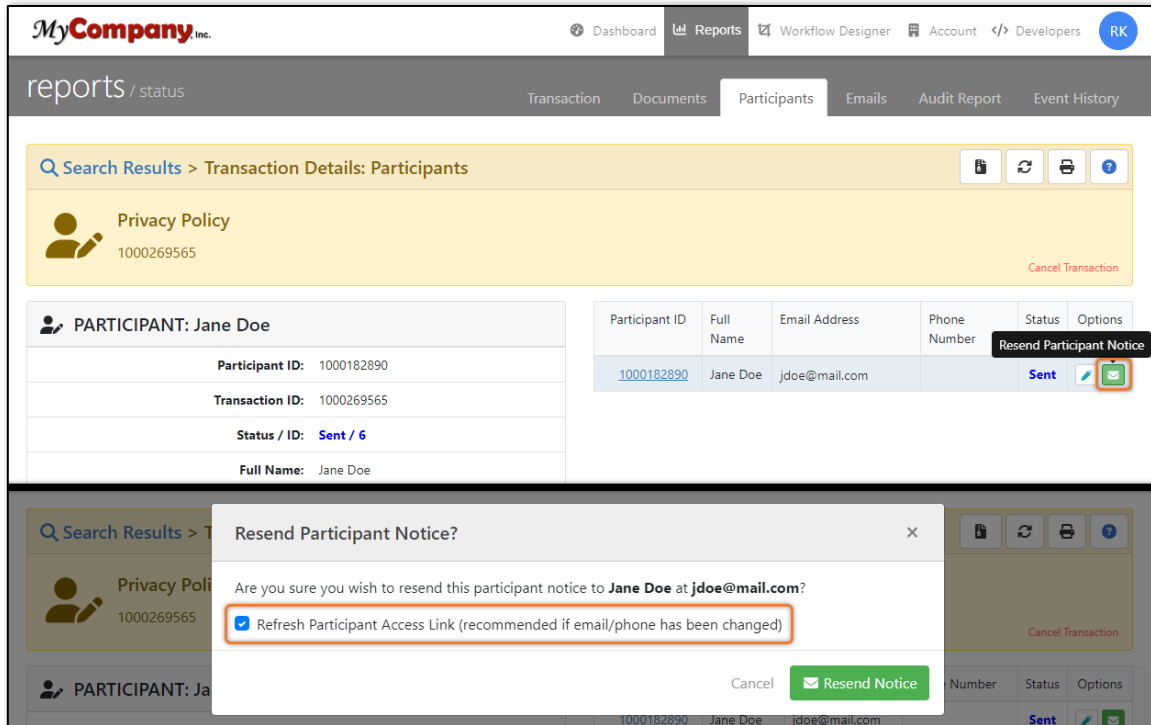 MyCompany, Inc.
Dashboard Reports Workflow Designer Account Developers RK
reports / status
Transaction Documents Participants Emails Audit Report Event History
Search Results > Transaction Details: Participants
Privacy Policy
1000269565
Cancel Transaction
PARTICIPANT: Jane Doe
Participant ID: 1000182890
Transaction ID: 1000269565
Status / ID: Sent / 6
Full Name: Jane Doe
Participant ID Full Name Email Address Phone Number Status Options
Resend Participant Notice
1000182890 Jane Doe jdoe@mail.com Sent
Search Results > T
Resend Participant Notice? ×
Privacy Poli
Are you sure you wish to resend this participant notice to Jane Doe at jdoe@mail.com?
1000269565
Refresh Participant Access Link (recommended if email/phone has been changed)
Cancel Transaction
PARTICIPANT: Ja
Cancel Resend Notice
Number Status Options
1000182890 Jane Doe jdoe@mail.com Sent